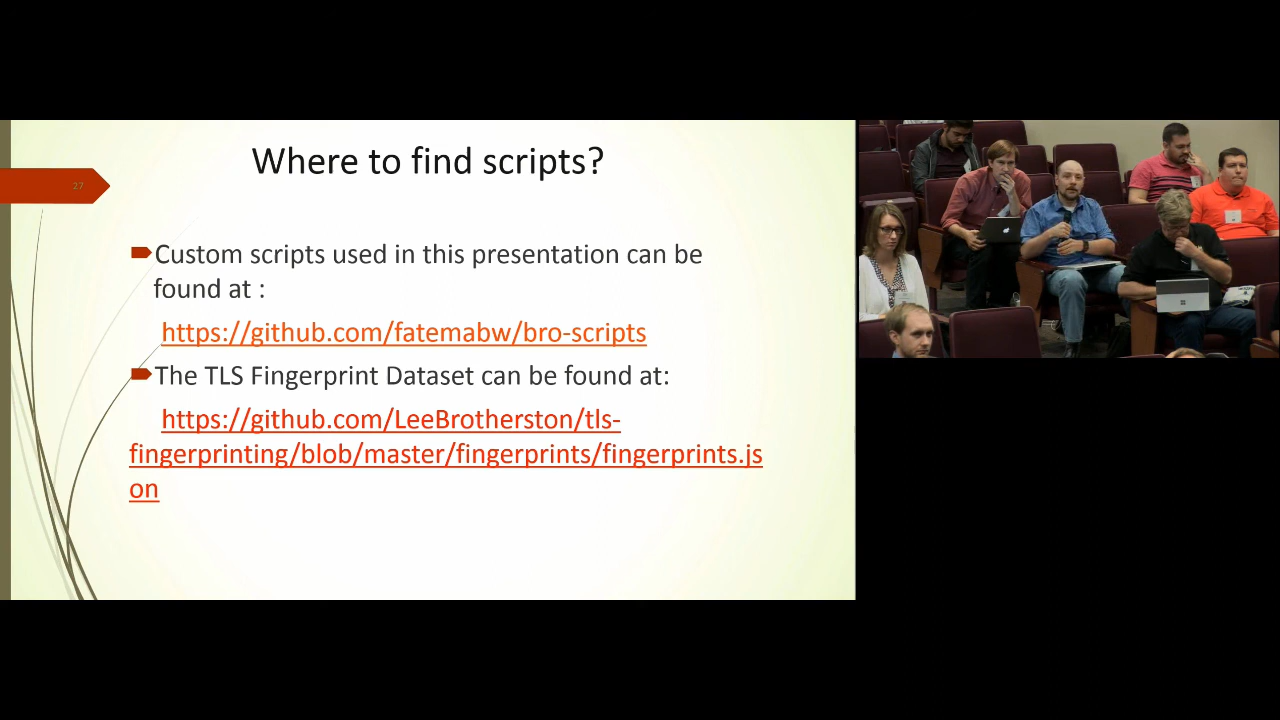 Where to find scripts?
27
Custom scripts used in this presentation can be
found at :
https://github.com/fatemabw/bro-scripts
The TLS Fingerprint Dataset can be found at:
https://github.com/LeeBrotherston/tls-
fingerprinting/blob/master/fingerprints/fingerprints.js
on